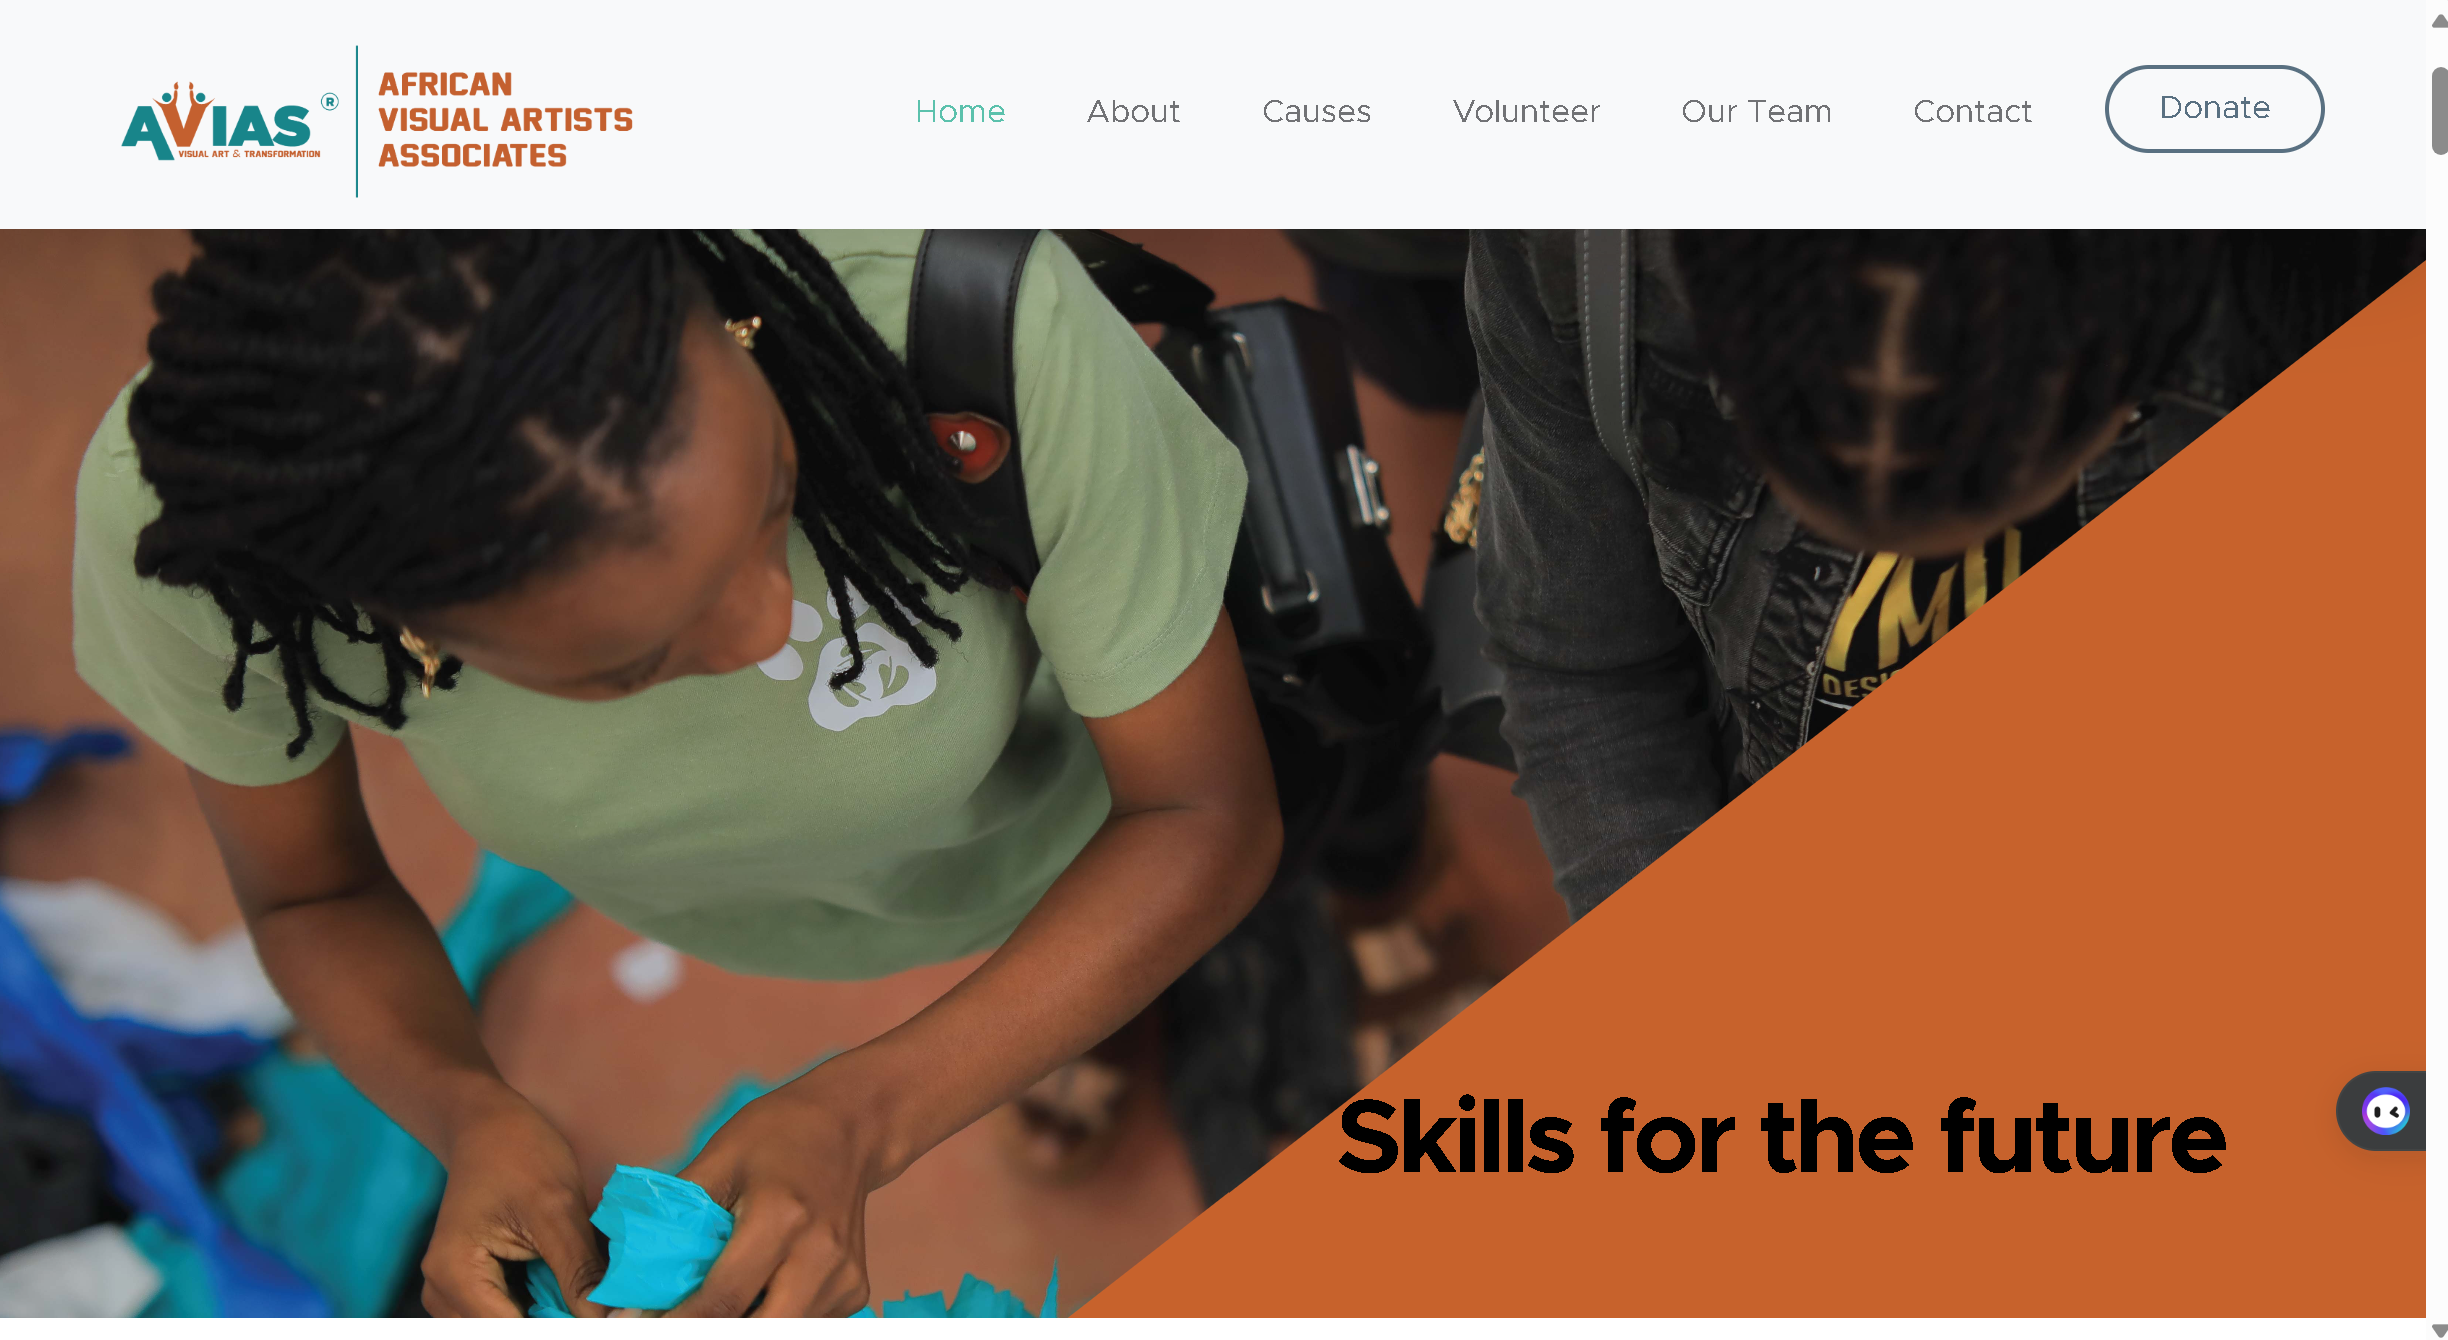 AVIAS ®
VISUAL ART & TRANSFORMATION
AFRICAN
VISUAL ARTISTS
ASSOCIATES
Home
About
Causes
Volunteer
Our Team
Contact
Donate
Skills for the future